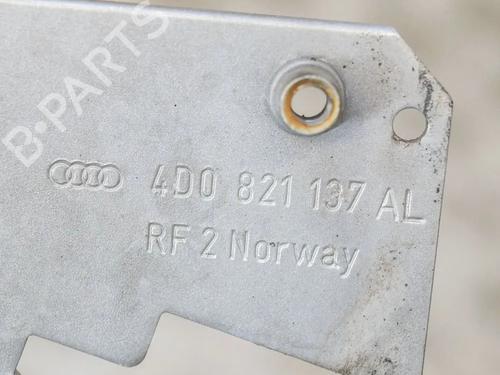 B-PARTS
4D0 821 137 AL
RF 2 Norway